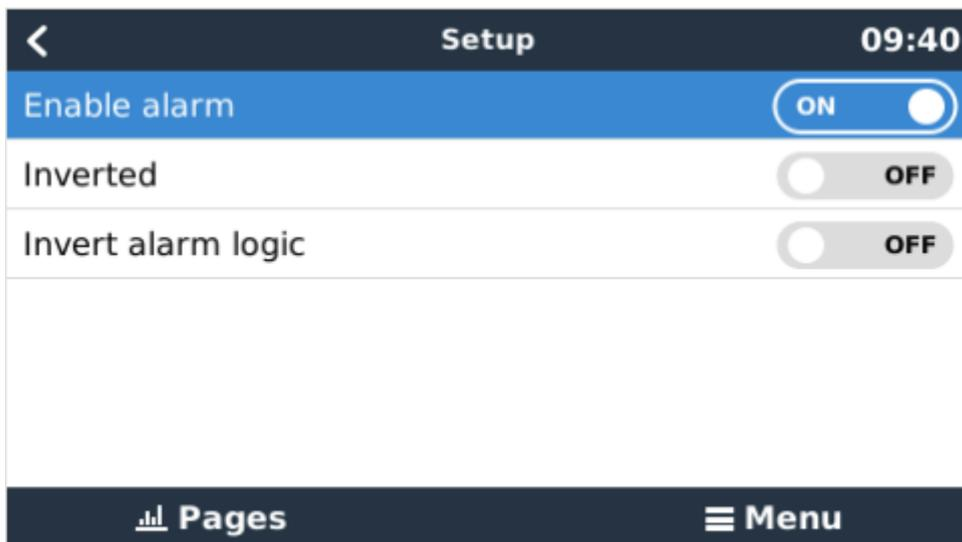 Setup 09:40
Enable alarm ON
Inverted OFF
Invert alarm logic OFF
Pages Menu